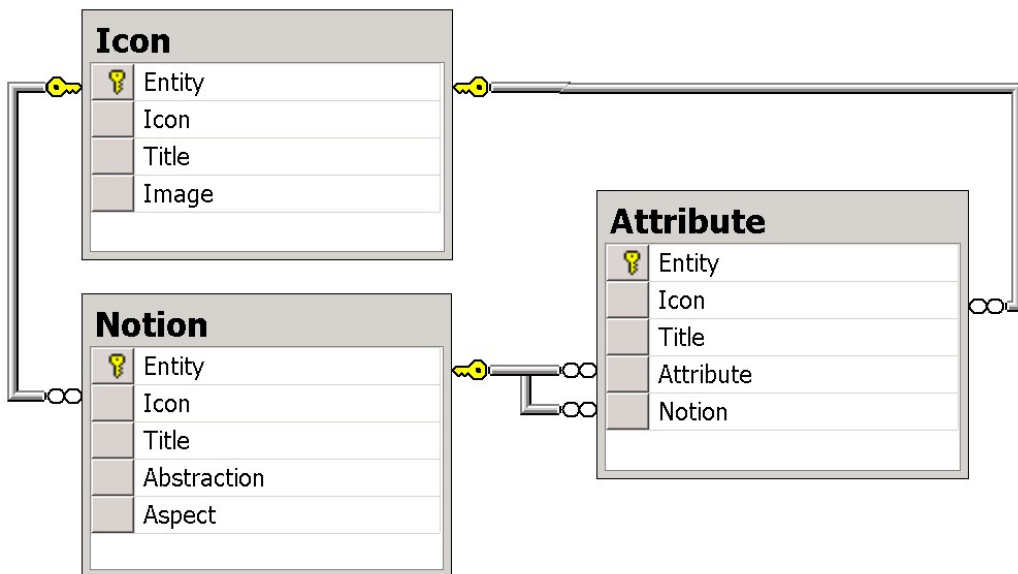 Icon
Entity
Icon
Title
Image
Notion
Entity
Icon
Title
Abstraction
Aspect
Attribute
Entity
Icon
Title
Attribute
Notion